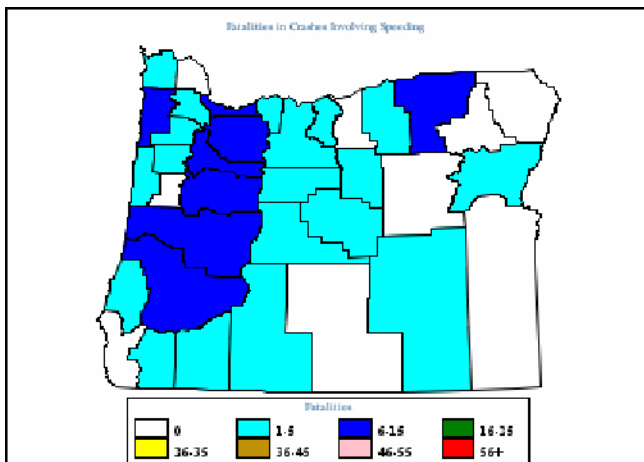 Fatalities in Crashes Involving Speeding
Fatalities
0 1-5 6-15 16-25
26-35 36-45 46-55 56+